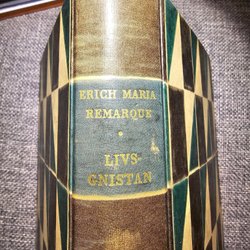 ERICH MARIA
REMARQUE
•
LIVS-
GNISTAN